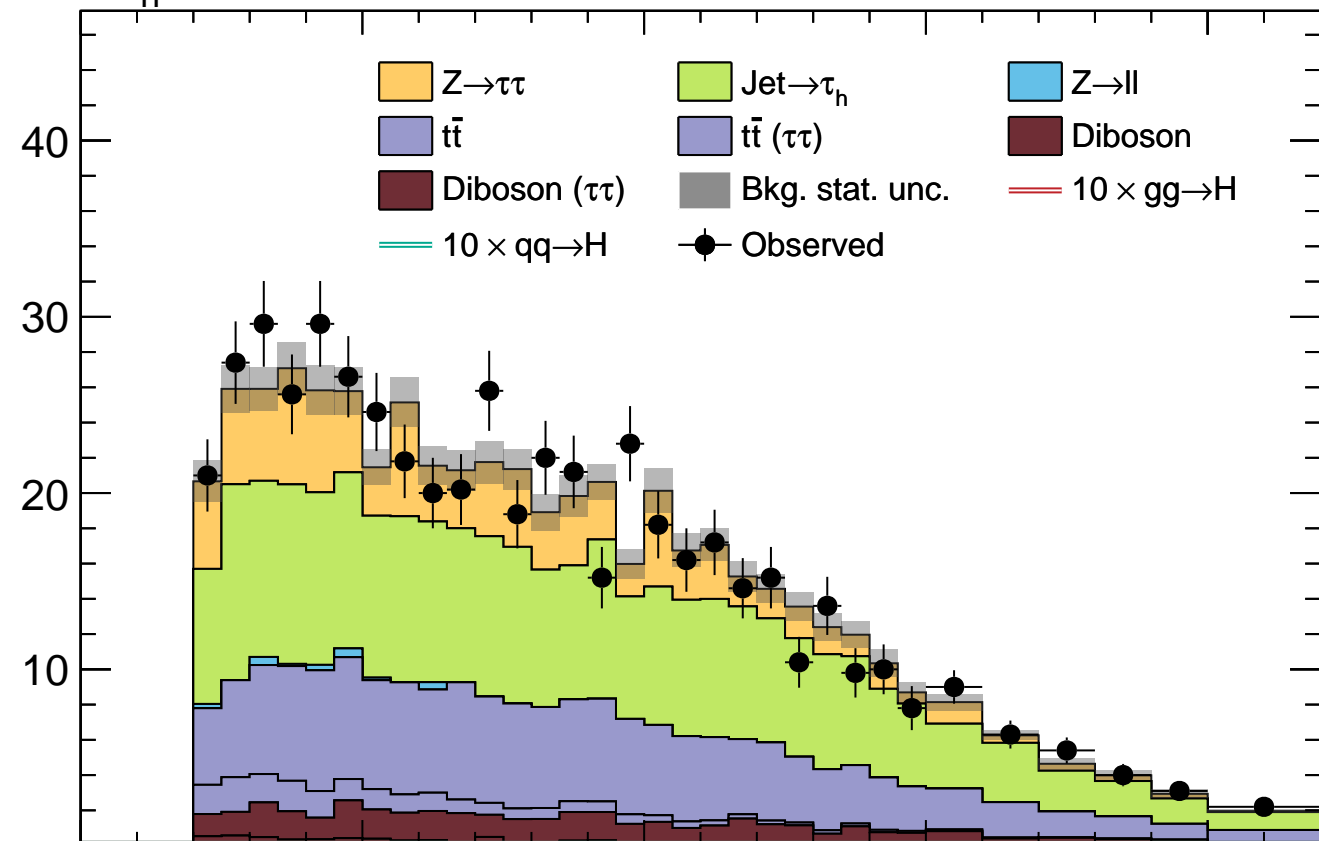 Z→ττ Jet→τh Z→ll
tt̄ tt̄ (ττ) Diboson
Diboson (ττ) Bkg. stat. unc. 10 × gg→H
10 × qq→H Observed
40
30
20
10